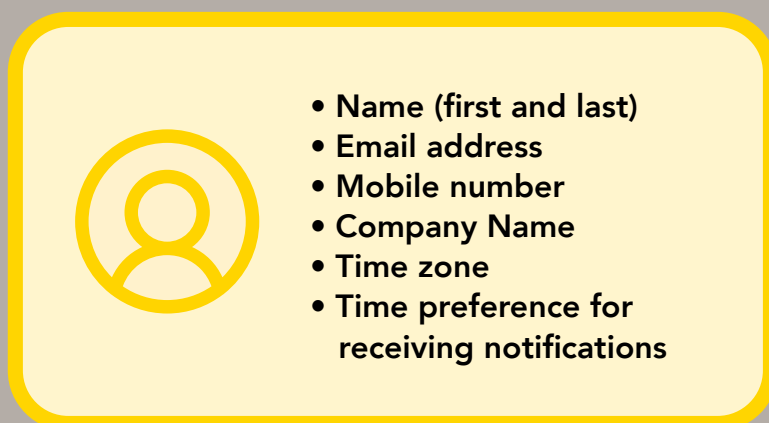 • Name (first and last)
• Email address
• Mobile number
• Company Name
• Time zone
• Time preference for
receiving notifications